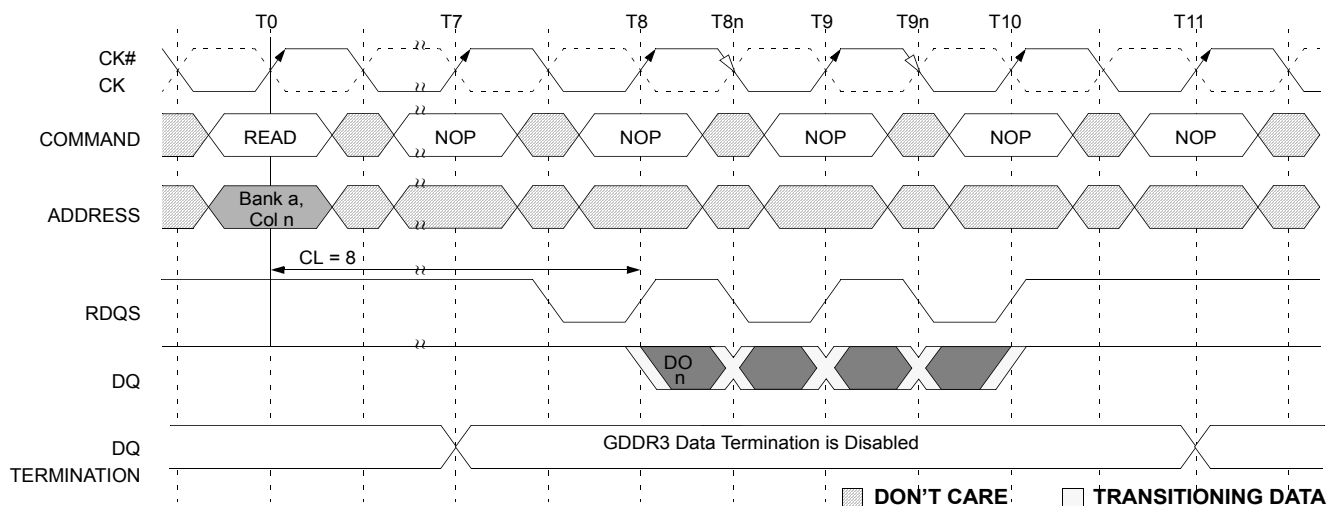 T0 T7 T8 T8n T9 T9n T10 T11
CK#
CK
COMMAND READ NOP NOP NOP NOP NOP
ADDRESS Bank a,
Col n
CL = 8
RDQS
DQ DO
n
DQ
TERMINATION GDDR3 Data Termination is Disabled
DON'T CARE TRANSITIONING DATA